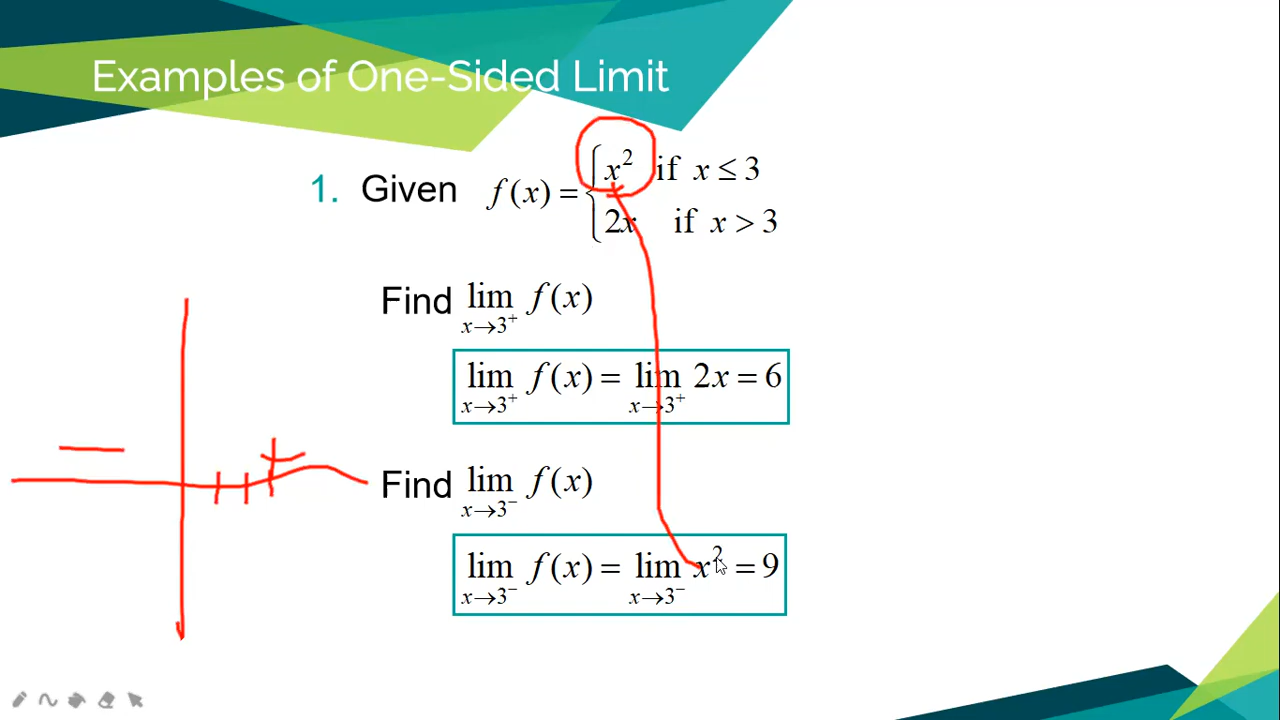 Examples of One-Sided Limit
1. Given f(x) = { x² if x ≤ 3
2x if x > 3
Find lim x→3⁺ f(x)
lim x→3⁺ f(x) = lim x→3⁺ 2x = 6
Find lim x→3⁻ f(x)
lim x→3⁻ f(x) = lim x→3⁻ x² = 9